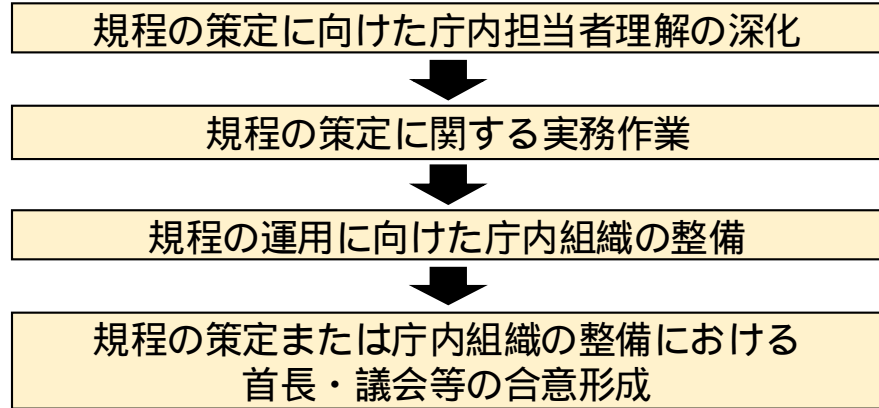 規程の策定に向けた庁内担当者理解の深化
規程の策定に関する実務作業
規程の運用に向けた庁内組織の整備
規程の策定または庁内組織の整備における
首長・議会等の合意形成